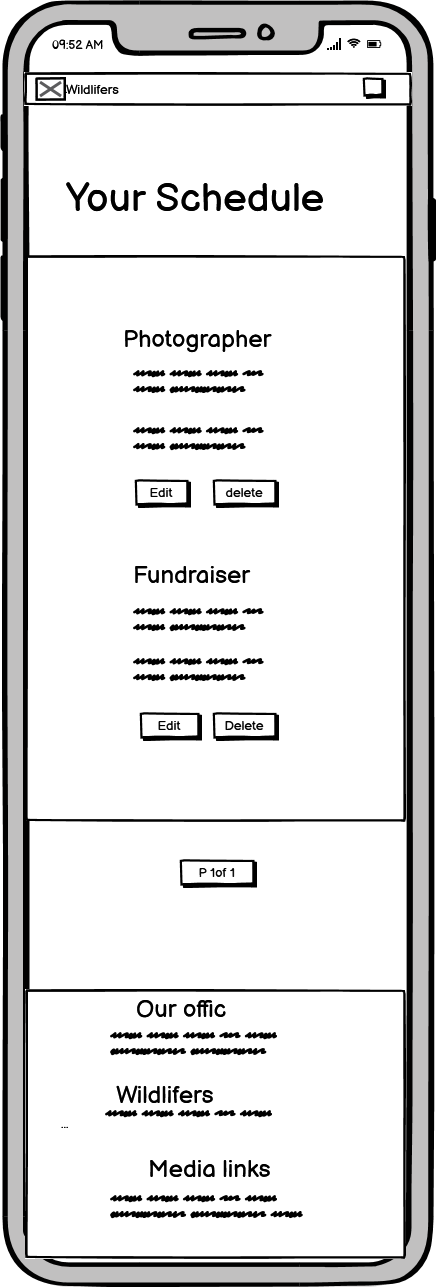 09:52 AM
Wildlifers
Your Schedule
Photographer
Edit
delete
Fundraiser
Edit
Delete
P 1of 1
Our offic
Wildlifers
...
Media links